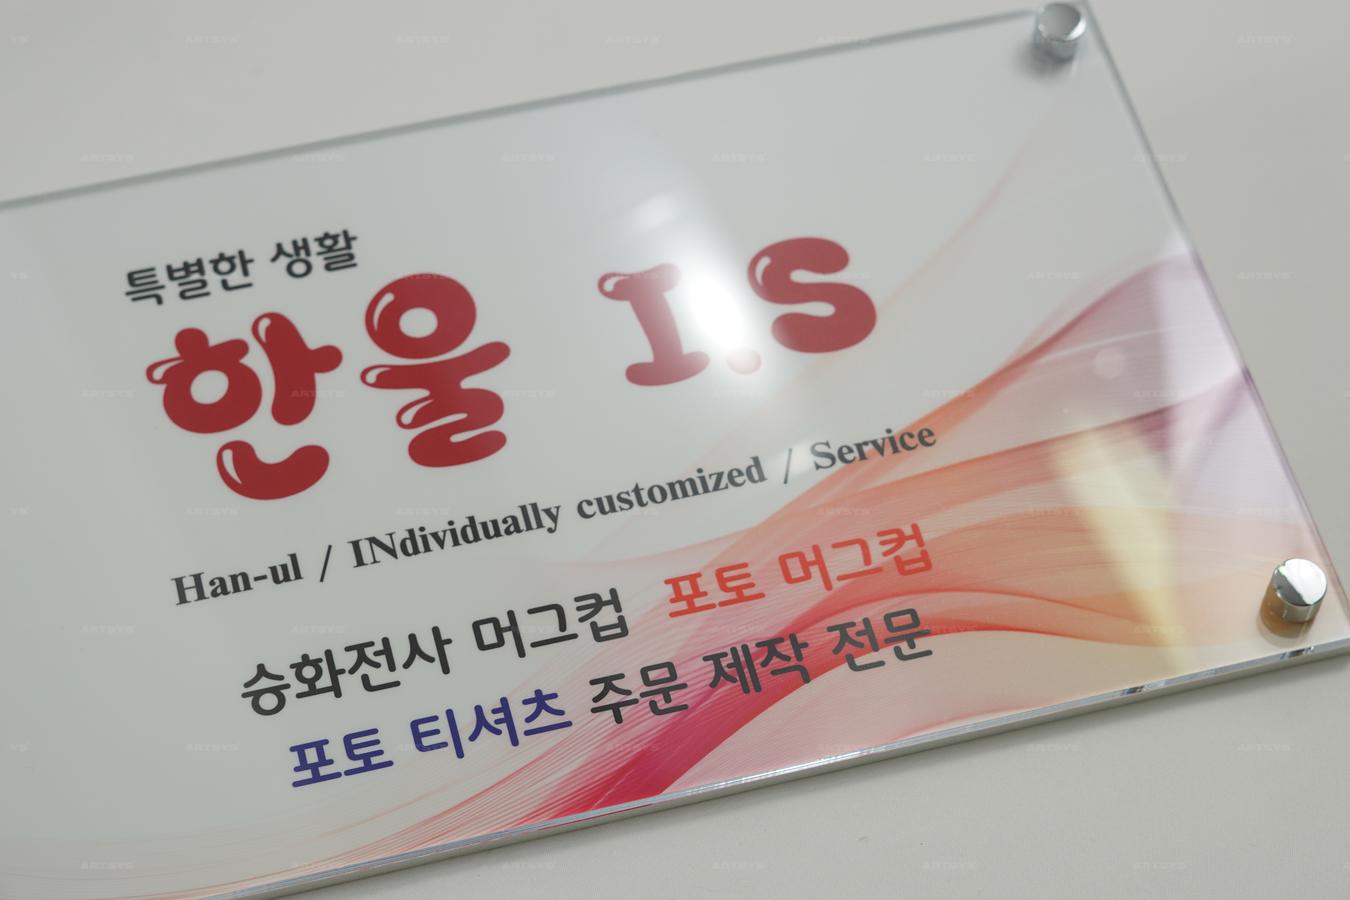 특별한 생활
한울 I.S
Han-ul / INdividually customized / Service
승화전사 머그컵 포토 머그컵
포토 티셔츠 주문 제작 전문
ARTSYS